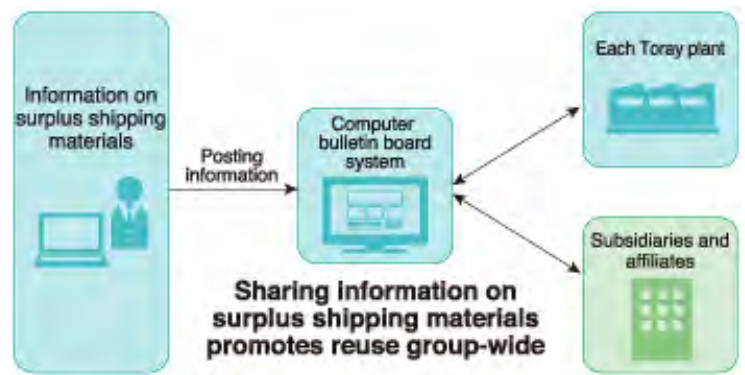 Information on
surplus shipping
materials
Posting
information
Computer
bulletin board
system
Each Toray plant
Subsidiaries and
affiliates
Sharing information on
surplus shipping materials
promotes reuse group-wide